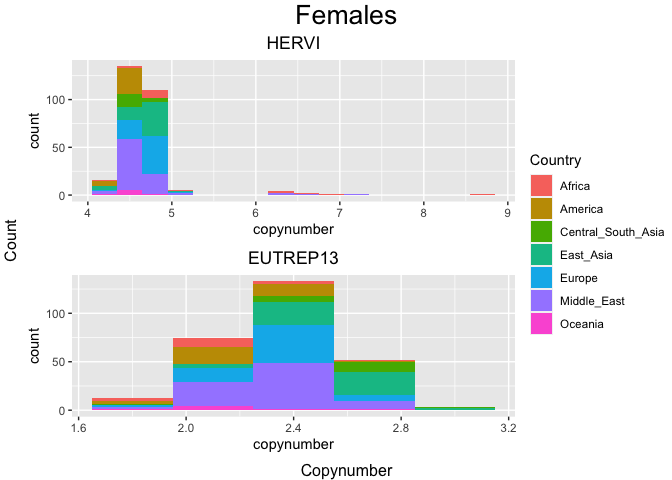 Females
HERVI
count
100
50
0
4
5
6
7
8
9
copynumber
Count
EUTREP13
count
100
50
0
1.6
2.0
2.4
2.8
3.2
copynumber
Copynumber
Country
Africa
America
Central_South_Asia
East_Asia
Europe
Middle_East
Oceania